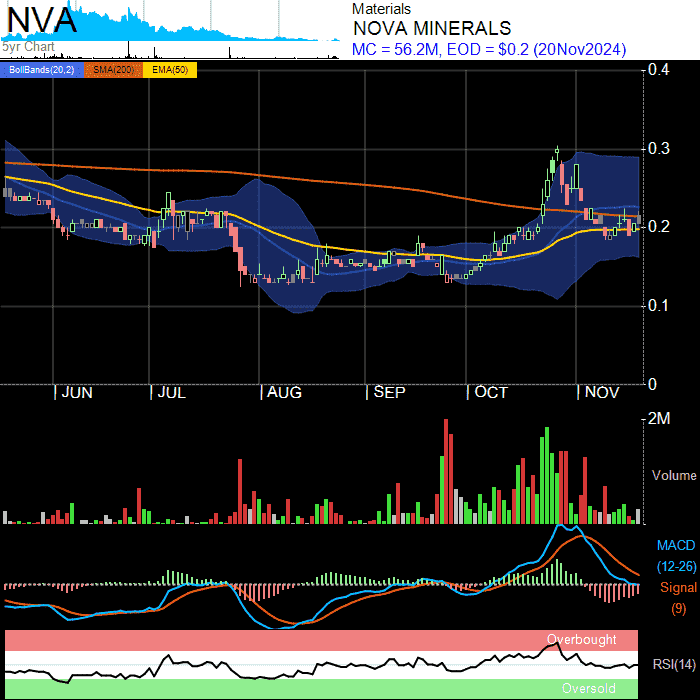 NVA
5yr Chart
Materials
NOVA MINERALS
MC = 56.2M, EOD = $0.2 (20Nov2024)
BollBands(20,2) SMA(200) EMA(50)
0.4
0.3
0.2
0.1
0
JUN JUL AUG SEP OCT NOV
2M
Volume
MACD
(12-26)
Signal
(9)
Overbought
RSI(14)
Oversold